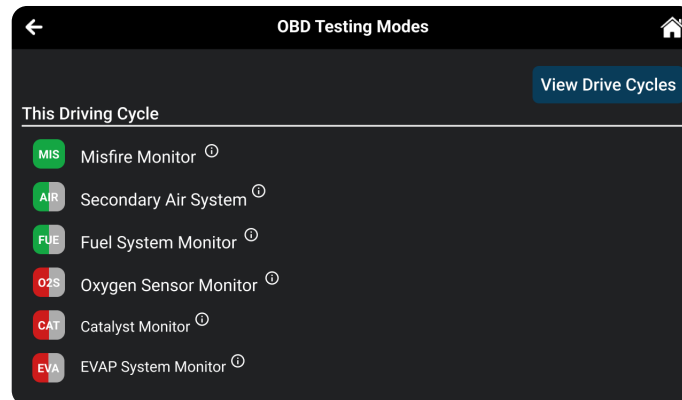 OBD Testing Modes
View Drive Cycles
This Driving Cycle
MIS Misfire Monitor
AIR Secondary Air System
FUE Fuel System Monitor
O2S Oxygen Sensor Monitor
CAT Catalyst Monitor
EVA EVAP System Monitor